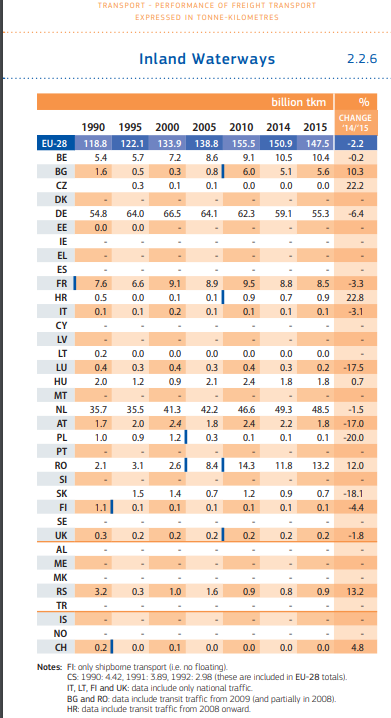 TRANSPORT - PERFORMANCE OF FREIGHT TRANSPORT
EXPRESSED IN TONNE-KILOMETRES
Inland Waterways 2.2.6
billion tkm %
1990 1995 2000 2005 2010 2014 2015 CHANGE '14/'15
EU-28 118.8 122.1 133.9 138.8 155.5 150.9 147.5 -2.2
BE 5.4 5.7 7.2 8.6 9.1 10.5 10.4 -0.2
BG 1.6 0.5 0.3 0.8 6.0 5.1 5.6 10.3
CZ 0.3 0.1 0.1 0.0 0.0 0.0 22.2
DK - - - - - - - -
DE 54.8 64.0 66.5 64.1 62.3 59.1 55.3 -6.4
EE 0.0 0.0 - - - - - -
IE - - - - - - - -
EL - - - - - - - -
ES - - - - - - - -
FR 7.6 6.6 9.1 8.9 9.5 8.8 8.5 -3.3
HR 0.5 0.0 0.1 0.1 0.9 0.7 0.9 22.8
IT 0.1 0.1 0.2 0.1 0.1 0.1 0.1 -3.1
CY - - - - - - - -
LV - - - - - - - -
LT 0.2 0.0 0.0 0.0 0.0 0.0 0.0 -
LU 0.4 0.3 0.4 0.3 0.4 0.3 0.2 -17.5
HU 2.0 1.2 0.9 2.1 2.4 1.8 1.8 0.7
MT - - - - - - - -
NL 35.7 35.5 41.3 42.2 46.6 49.3 48.5 -1.5
AT 1.7 2.0 2.4 1.8 2.4 2.2 1.8 -17.0
PL 1.0 0.9 1.2 0.3 0.1 0.1 0.1 -20.0
PT - - - - - - - -
RO 2.1 3.1 2.6 8.4 14.3 11.8 13.2 12.0
SI - - - - - - - -
SK 1.5 1.4 0.7 1.2 0.9 0.7 -18.1
FI 1.1 0.1 0.1 0.1 0.1 0.1 0.1 -4.4
SE - - - - - - - -
UK 0.3 0.2 0.2 0.2 0.2 0.2 0.2 -1.8
AL - - - - - - - -
ME - - - - - - - -
MK - - - - - - - -
RS 3.2 0.3 1.0 1.6 0.9 0.8 0.9 13.2
TR - - - - - - - -
IS - - - - - - - -
NO - - - - - - - -
CH 0.2 0.0 0.1 0.0 0.0 0.0 0.0 4.8
Notes: FI: only shipborne transport (i.e. no floating).
CS: 1990: 4.42, 1991: 3.89, 1992: 2.98 (these are included in EU-28 totals).
IT, LT, FI and UK: data include only national traffic.
BG and RO: data include transit traffic from 2009 (and partially in 2008).
HR: data include transit traffic from 2008 onward.